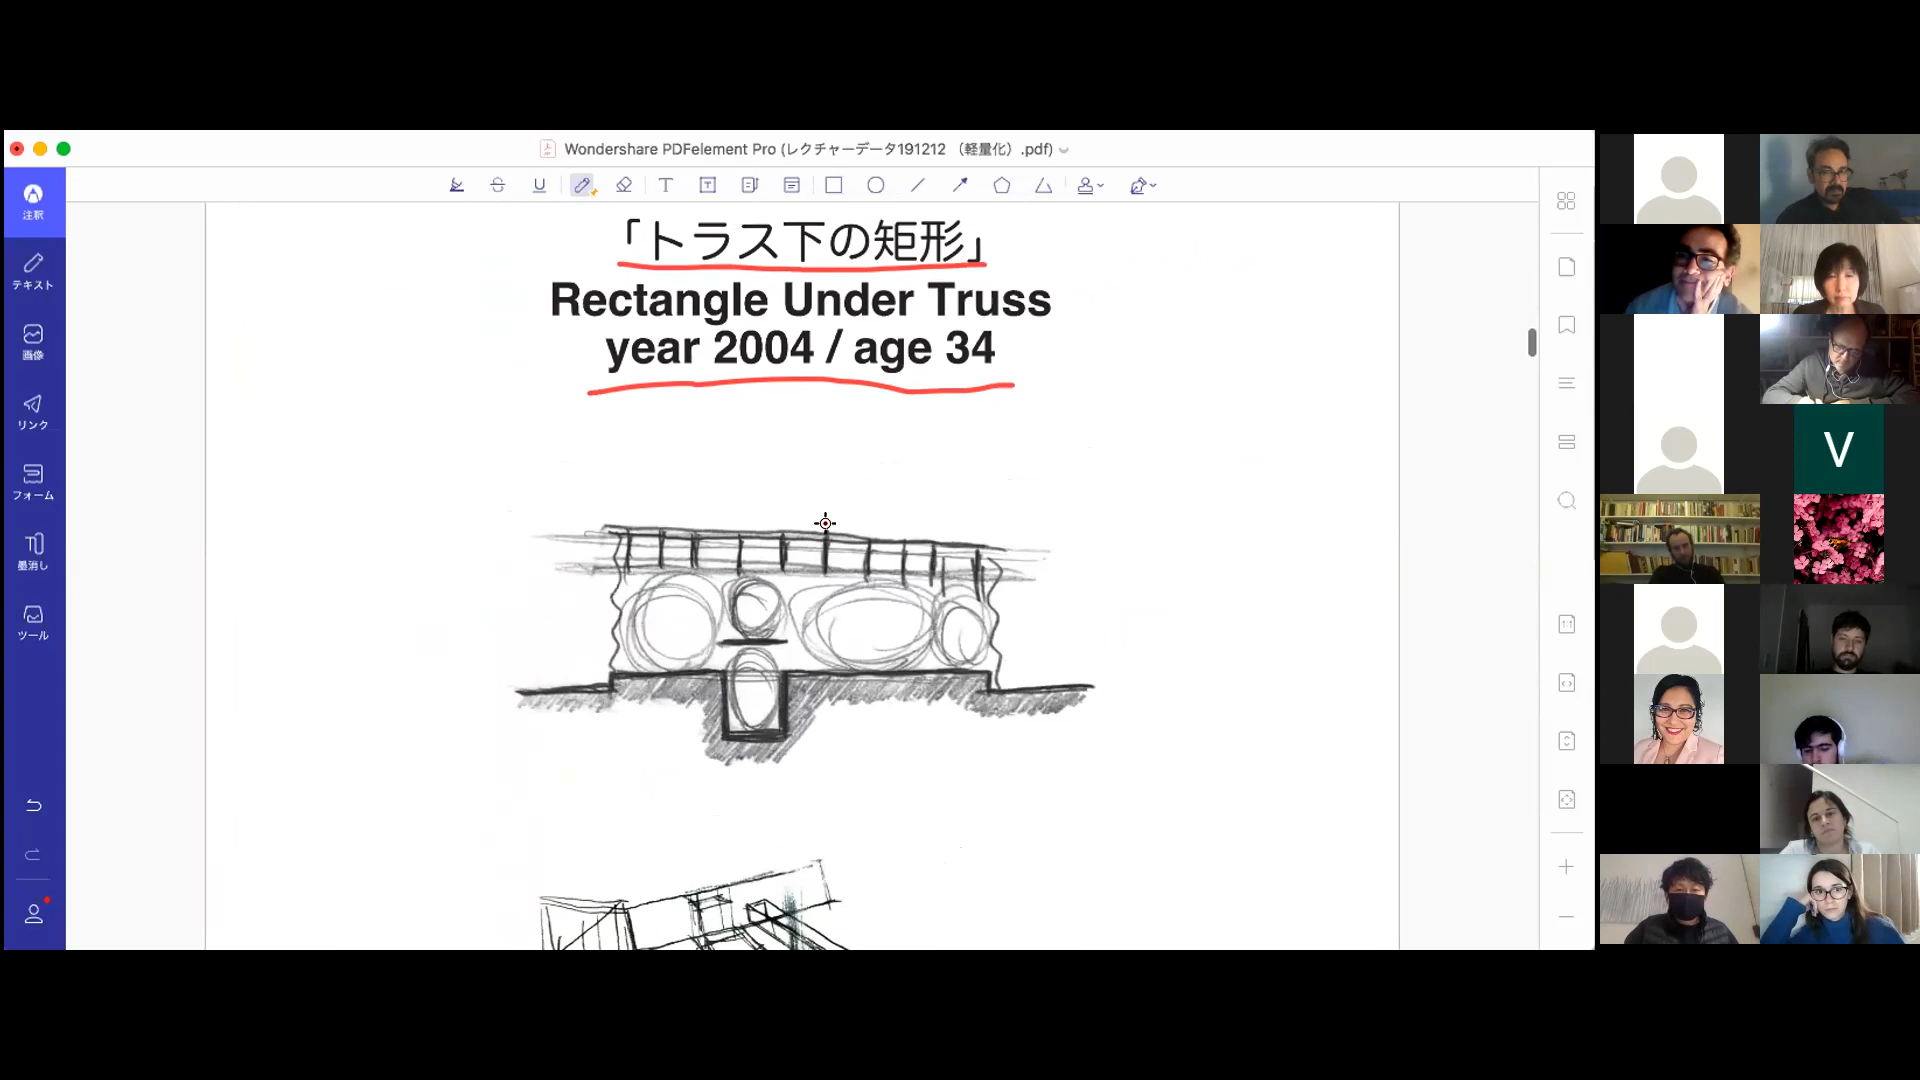 Wondershare PDFelement Pro (レクチャーデータ191212 （軽量化）.pdf)
注釈
テキスト
画像
リンク
フォーム
墨消し
ツール
「トラス下の矩形」
Rectangle Under Truss
year 2004 / age 34
V